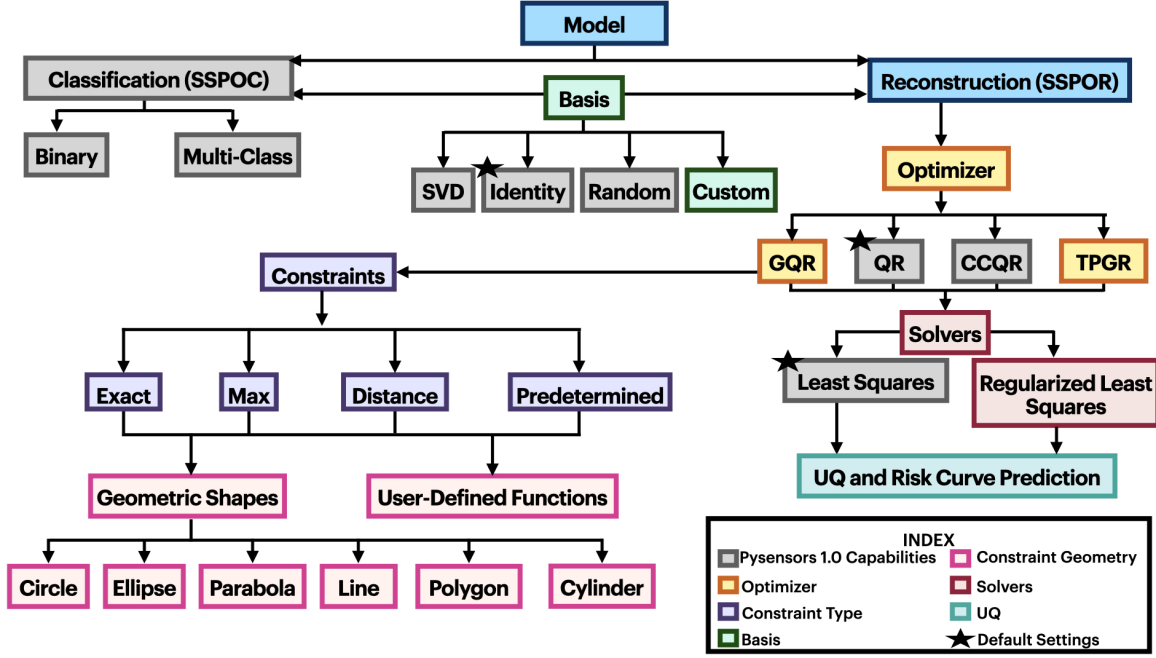 Model
Classification (SSPOC)
Basis
Reconstruction (SSPOR)
Binary
Multi-Class
SVD
Identity
Random
Custom
Optimizer
GQR
QR
CCQR
TPGR
Constraints
Solvers
Exact
Max
Distance
Predetermined
Least Squares
Regularized Least
Squares
Geometric Shapes
User-Defined Functions
UQ and Risk Curve Prediction
Circle
Ellipse
Parabola
Line
Polygon
Cylinder
INDEX
Pysensors 1.0 Capabilities
Constraint Geometry
Optimizer
Solvers
Constraint Type
UQ
Basis
Default Settings